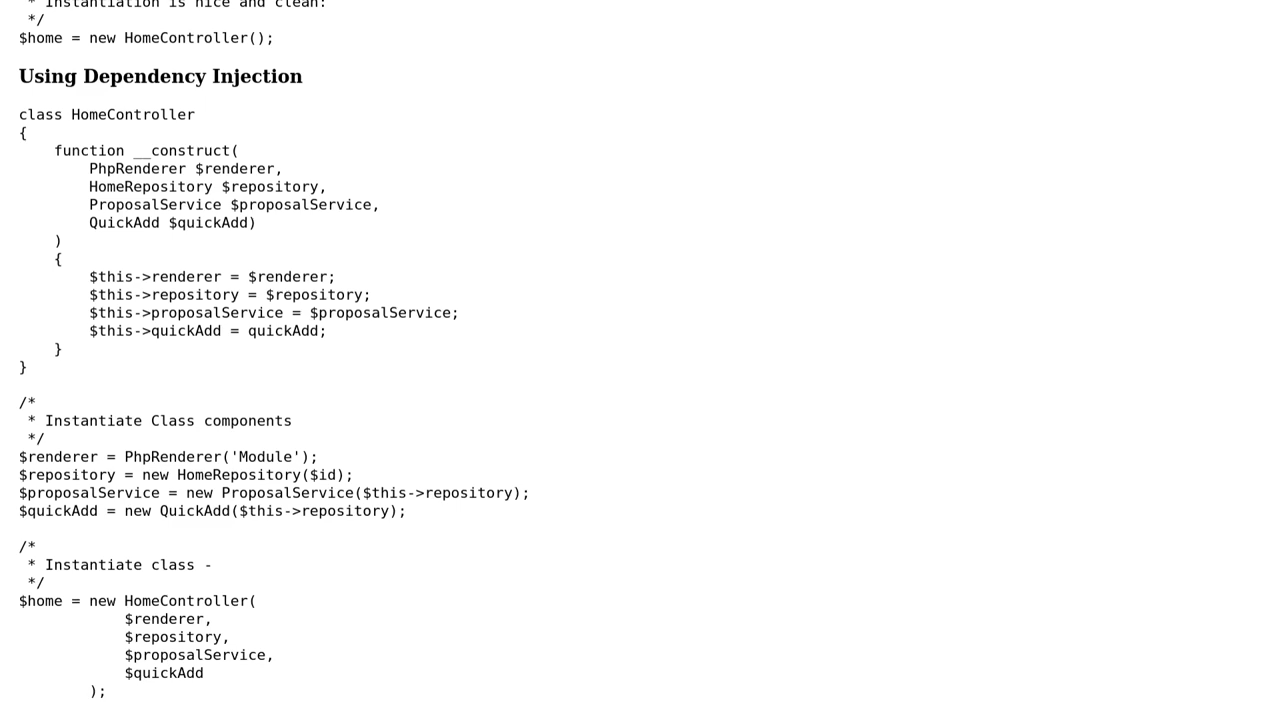 * Instantiation is nice and clean:
*/
$home = new HomeController();
Using Dependency Injection
class HomeController
{
    function __construct(
        PhpRenderer $renderer,
        HomeRepository $repository,
        ProposalService $proposalService,
        QuickAdd $quickAdd)
    )
    {
        $this->renderer = $renderer;
        $this->repository = $repository;
        $this->proposalService = $proposalService;
        $this->quickAdd = quickAdd;
    }
}
/*
 * Instantiate Class components
 */
$renderer = PhpRenderer('Module');
$repository = new HomeRepository($id);
$proposalService = new ProposalService($this->repository);
$quickAdd = new QuickAdd($this->repository);
/*
 * Instantiate class -
 */
$home = new HomeController(
            $renderer,
            $repository,
            $proposalService,
            $quickAdd
        );